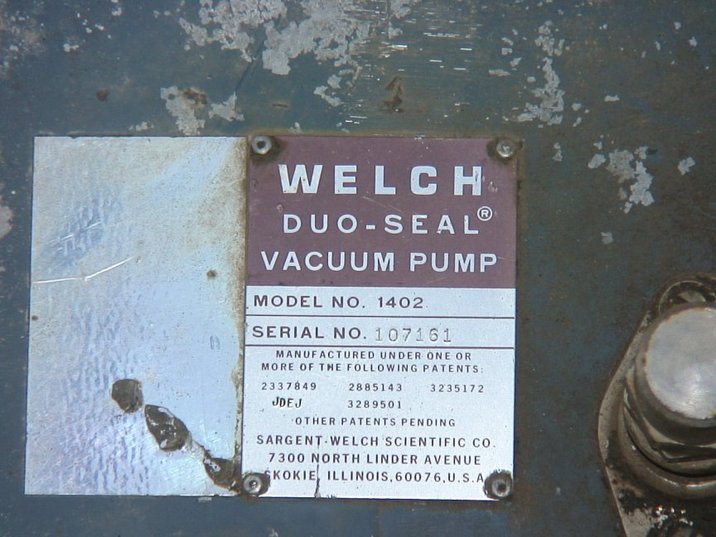 WELCH
DUO-SEAL®
VACUUM PUMP
MODEL NO. 1402
SERIAL NO. 107161
MANUFACTURED UNDER ONE OR
MORE OF THE FOLLOWING PATENTS:
2337849 2885143 3235172
JDEJ 3289501
OTHER PATENTS PENDING
SARGENT-WELCH SCIENTIFIC CO.
7300 NORTH LINDER AVENUE
SKOKIE, ILLINOIS, 60076, U.S.A.